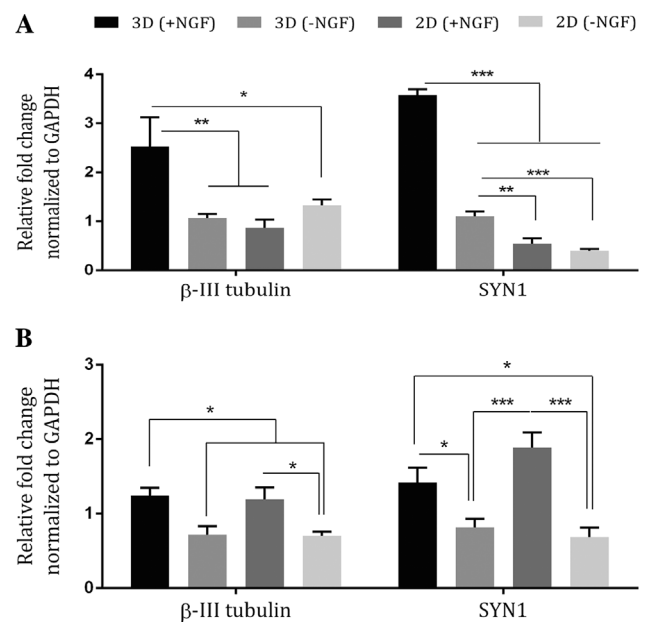 A
3D (+NGF) 3D (-NGF) 2D (+NGF) 2D (-NGF)
Relative fold change
normalized to GAPDH
4
3
2
1
0
*
**
***
***
**
β-III tubulin SYN1
B
Relative fold change
normalized to GAPDH
3
2
1
0
*
*
*
*** ***
*
β-III tubulin SYN1